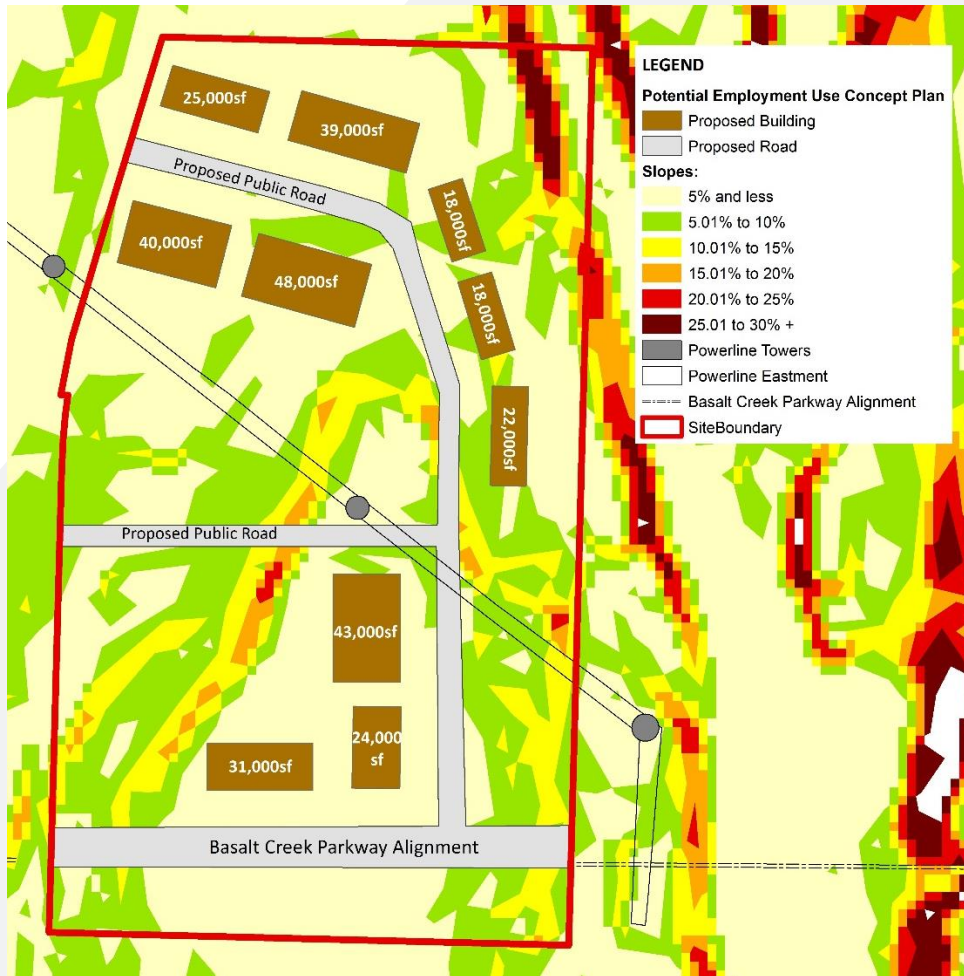 25,000sf
39,000sf
Proposed Public Road
18,000sf
40,000sf
48,000sf
18,000sf
22,000sf
Proposed Public Road
43,000sf
24,000
sf
31,000sf
Basalt Creek Parkway Alignment
LEGEND
Potential Employment Use Concept Plan
Proposed Building
Proposed Road
Slopes:
5% and less
5.01% to 10%
10.01% to 15%
15.01% to 20%
20.01% to 25%
25.01 to 30% +
Powerline Towers
Powerline Eastment
Basalt Creek Parkway Alignment
SiteBoundary